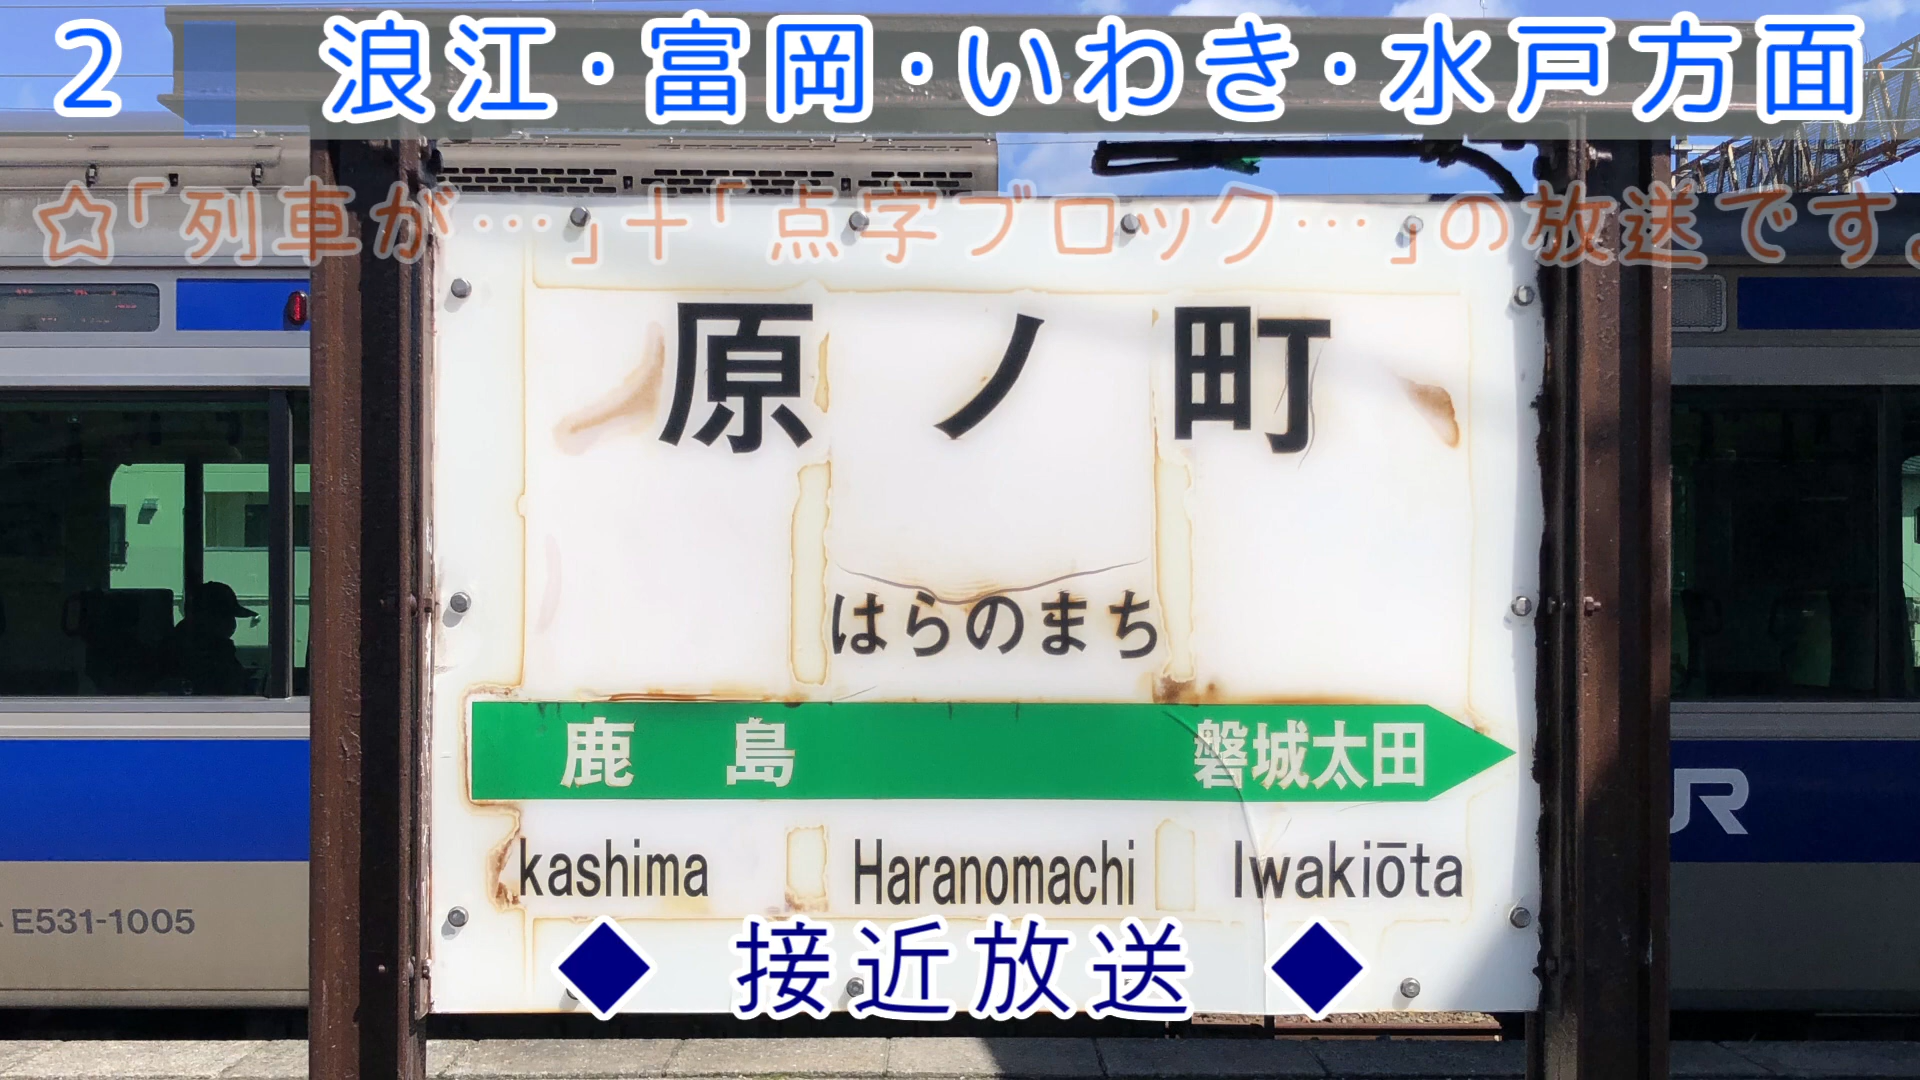 2 浪江・富岡・いわき・水戸方面
☆「列車が…」＋「点字ブロック…」の放送です。
原ノ町
はらのまち
鹿島 磐城太田
kashima Haranomachi Iwakiōta
JR
E531-1005
◆ 接近放送 ◆